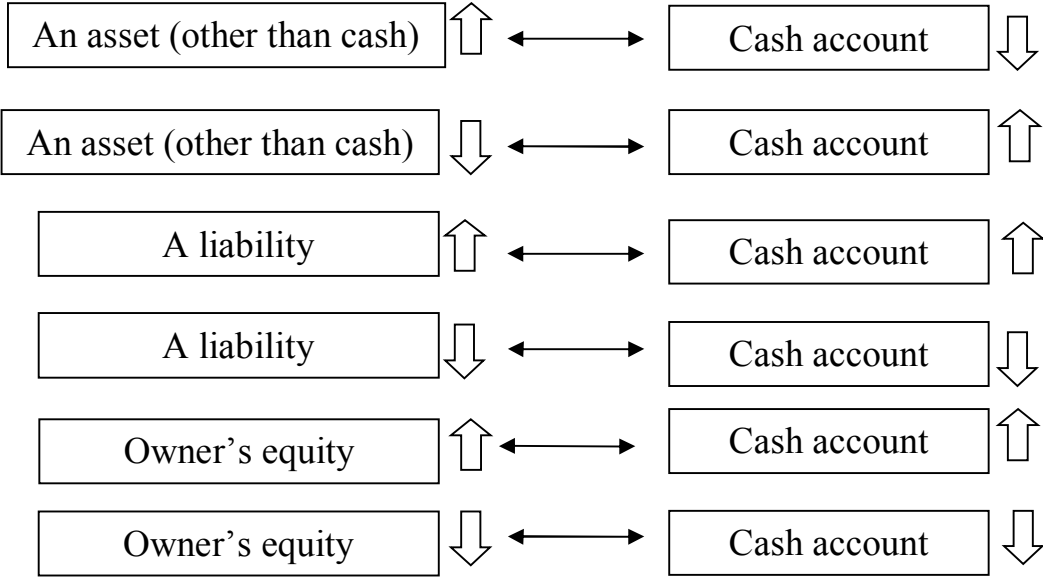 An asset (other than cash) Cash account
An asset (other than cash) Cash account
A liability Cash account
A liability Cash account
Owner’s equity Cash account
Owner’s equity Cash account